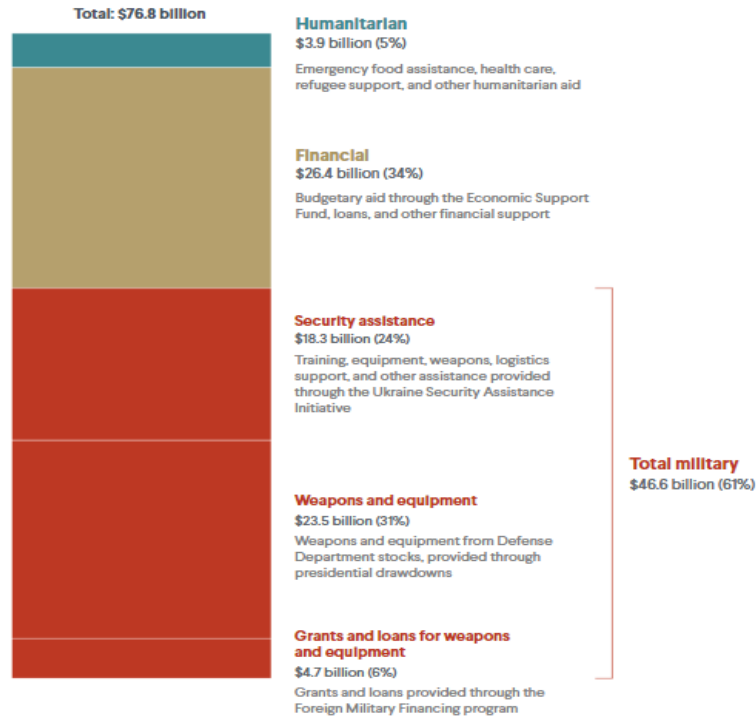 Total: $76.8 billion
Humanitarian
$3.9 billion (5%)
Emergency food assistance, health care,
refugee support, and other humanitarian aid
Financial
$26.4 billion (34%)
Budgetary aid through the Economic Support
Fund, loans, and other financial support
Security assistance
$18.3 billion (24%)
Training, equipment, weapons, logistics
support, and other assistance provided
through the Ukraine Security Assistance
Initiative
Total military
$46.6 billion (61%)
Weapons and equipment
$23.5 billion (31%)
Weapons and equipment from Defense
Department stocks, provided through
presidential drawdowns
Grants and loans for weapons
and equipment
$4.7 billion (6%)
Grants and loans provided through the
Foreign Military Financing program